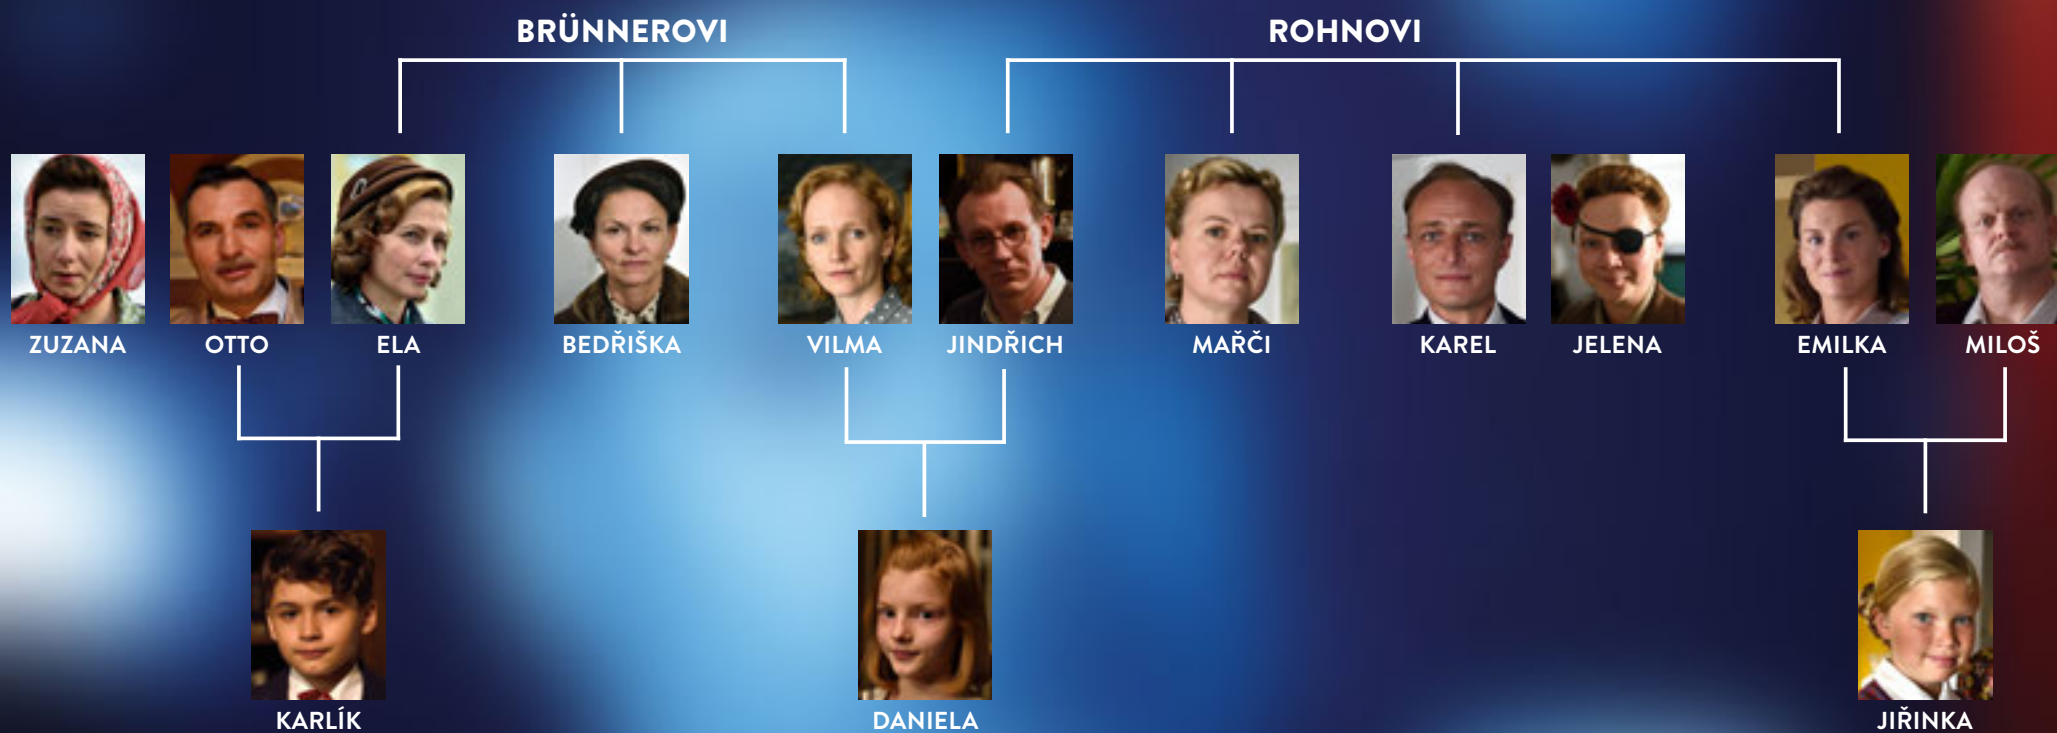 BRÜNNEROVI ROHNOVI
ZUZANA OTTO ELA BEDŘIŠKA VILMA JINDŘICH MAŘČI KAREL JELENA EMILKA MILOŠ
KARLÍK DANIELA JIŘINKA